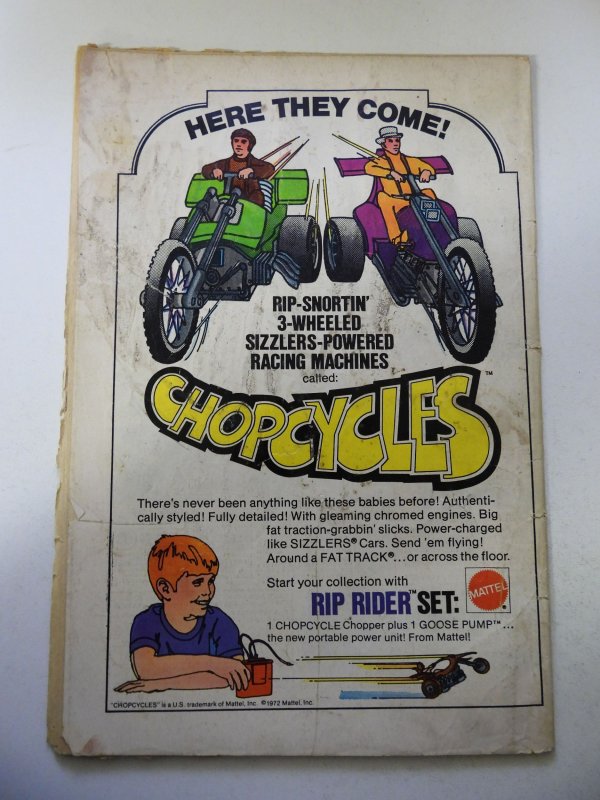 HERE THEY COME!
RIP-SNORTIN'
3-WHEELED
SIZZLERS-POWERED
RACING MACHINES
called:
CHOPCYCLES™
There's never been anything like these babies before! Authenti-
cally styled! Fully detailed! With gleaming chromed engines. Big
fat traction-grabbin' slicks. Power-charged
like SIZZLERS® Cars. Send 'em flying!
Around a FAT TRACK®...or across the floor.
Start your collection with
RIP RIDER™ SET:
MATTEL®
1 CHOPCYCLE Chopper plus 1 GOOSE PUMP™...
the new portable power unit! From Mattel!
"CHOPCYCLES" is a U.S. trademark of Mattel, Inc. ©1972 Mattel, Inc.